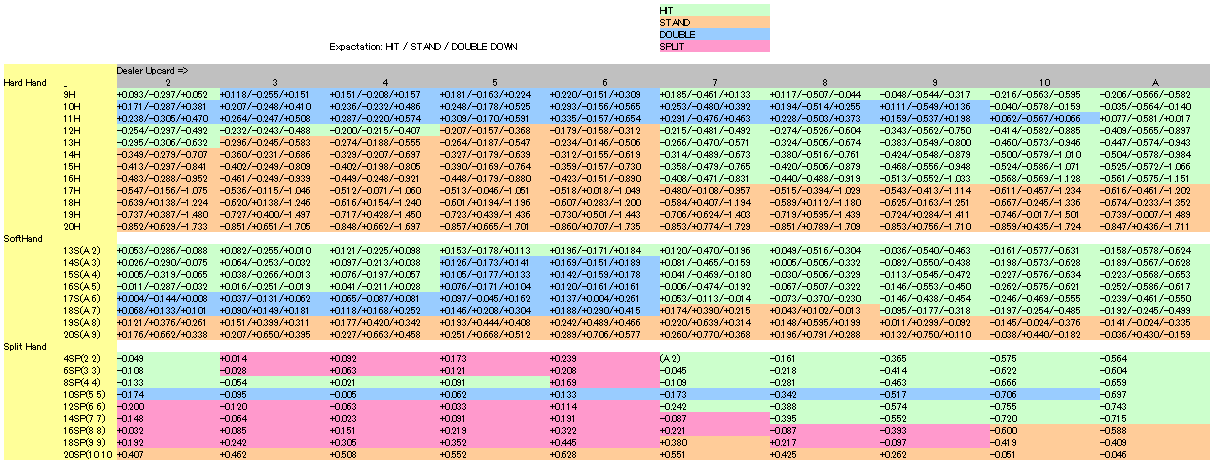 HIT
STAND
DOUBLE
Expactation: HIT / STAND / DOUBLE DOWN
SPLIT
Dealer Upcard =>
Hard Hand 2 3 4 5 6 7 8 9 10 A
9H +0.093/-0.297/+0.052 +0.118/-0.255/+0.151 +0.151/-0.208/+0.157 +0.181/-0.163/+0.224 +0.220/-0.151/+0.309 +0.185/-0.461/+0.133 +0.117/-0.507/-0.044 -0.048/-0.544/-0.317 -0.216/-0.563/-0.595 -0.206/-0.566/-0.582
10H +0.171/-0.287/+0.381 +0.207/-0.248/+0.410 +0.236/-0.232/+0.486 +0.248/-0.178/+0.525 +0.293/-0.156/+0.565 +0.253/-0.480/+0.392 +0.194/-0.514/+0.255 +0.111/-0.549/+0.136 -0.040/-0.578/-0.159 -0.035/-0.564/-0.140
11H +0.238/-0.305/+0.470 +0.264/-0.247/+0.508 +0.287/-0.220/+0.574 +0.309/-0.170/+0.591 +0.335/-0.157/+0.654 +0.291/-0.476/+0.463 +0.228/-0.503/+0.373 +0.159/-0.537/+0.198 +0.062/-0.567/+0.066 +0.077/-0.581/+0.017
12H -0.254/-0.297/-0.492 -0.232/-0.243/-0.488 -0.200/-0.215/-0.407 -0.207/-0.157/-0.368 -0.179/-0.158/-0.312 -0.215/-0.481/-0.492 -0.274/-0.526/-0.604 -0.343/-0.562/-0.750 -0.414/-0.582/-0.885 -0.409/-0.565/-0.897
13H -0.295/-0.306/-0.632 -0.296/-0.245/-0.583 -0.274/-0.188/-0.555 -0.264/-0.187/-0.547 -0.234/-0.146/-0.506 -0.266/-0.470/-0.571 -0.324/-0.505/-0.668 -0.383/-0.539/-0.800 -0.460/-0.573/-0.946 -0.447/-0.574/-0.943
14H -0.349/-0.279/-0.707 -0.360/-0.231/-0.686 -0.329/-0.207/-0.697 -0.327/-0.179/-0.639 -0.312/-0.155/-0.619 -0.314/-0.489/-0.673 -0.380/-0.516/-0.761 -0.424/-0.548/-0.879 -0.500/-0.579/-1.010 -0.504/-0.578/-0.984
15H -0.413/-0.297/-0.841 -0.402/-0.198/-0.805 -0.402/-0.198/-0.805 -0.390/-0.169/-0.764 -0.359/-0.157/-0.730 -0.358/-0.479/-0.765 -0.420/-0.506/-0.879 -0.468/-0.556/-0.948 -0.524/-0.586/-1.071 -0.525/-0.572/-1.066
16H -0.483/-0.288/-0.952 -0.461/-0.249/-0.939 -0.449/-0.248/-0.921 -0.448/-0.179/-0.880 -0.423/-0.151/-0.830 -0.408/-0.471/-0.831 -0.440/-0.488/-0.919 -0.513/-0.552/-1.033 -0.568/-0.569/-1.128 -0.561/-0.575/-1.151
17H -0.547/-0.156/-1.075 -0.536/-0.115/-1.046 -0.512/-0.071/-1.060 -0.513/-0.046/-1.051 -0.518/+0.018/-1.049 -0.480/-0.108/-0.957 -0.515/-0.394/-1.029 -0.543/-0.413/-1.114 -0.611/-0.457/-1.234 -0.616/-0.461/-1.202
18H -0.639/+0.138/-1.224 -0.620/+0.138/-1.246 -0.616/+0.154/-1.240 -0.601/+0.194/-1.196 -0.607/+0.283/-1.200 -0.584/+0.407/-1.194 -0.589/+0.112/-1.180 -0.625/-0.163/-1.251 -0.667/-0.195/-1.336 -0.674/-0.233/-1.352
19H -0.737/+0.387/-1.480 -0.727/+0.400/-1.497 -0.717/+0.428/-1.450 -0.723/+0.439/-1.436 -0.730/+0.501/-1.443 -0.706/+0.624/-1.403 -0.719/+0.595/-1.439 -0.724/+0.284/-1.411 -0.746/-0.017/-1.501 -0.739/-0.007/-1.489
20H -0.852/+0.629/-1.733 -0.851/+0.651/-1.705 -0.848/+0.662/-1.697 -0.857/+0.665/-1.701 -0.860/+0.707/-1.735 -0.853/+0.774/-1.737 -0.851/+0.789/-1.709 -0.853/+0.756/-1.710 -0.859/+0.435/-1.724 -0.847/+0.436/-1.711
SoftHand
13S(A 2) +0.053/-0.286/-0.088 +0.082/-0.255/+0.010 +0.121/-0.225/+0.098 +0.153/-0.178/+0.113 +0.196/-0.171/+0.184 +0.120/-0.470/-0.196 +0.049/-0.516/-0.304 -0.036/-0.540/-0.463 -0.161/-0.577/-0.631 -0.158/-0.578/-0.624
14S(A 3) +0.026/-0.290/-0.075 +0.064/-0.253/-0.032 +0.097/-0.213/+0.038 +0.126/-0.173/+0.141 +0.169/-0.151/+0.189 +0.081/-0.465/-0.159 +0.005/-0.505/-0.332 -0.082/-0.550/-0.438 -0.198/-0.573/-0.628 -0.189/-0.567/-0.628
15S(A 4) +0.005/-0.319/-0.065 +0.038/-0.266/+0.013 +0.076/-0.197/+0.057 +0.105/-0.177/+0.133 +0.142/-0.159/+0.178 +0.041/-0.469/-0.180 -0.030/-0.506/-0.329 -0.113/-0.545/-0.472 -0.227/-0.576/-0.634 -0.223/-0.568/-0.653
16S(A 5) -0.011/-0.287/-0.032 +0.016/-0.251/-0.019 +0.041/-0.211/+0.028 +0.076/-0.171/+0.104 +0.120/-0.161/+0.161 -0.006/-0.474/-0.192 -0.067/-0.507/-0.316 -0.145/-0.547/-0.467 -0.262/-0.575/-0.621 -0.252/-0.586/-0.617
17S(A 6) +0.004/-0.144/+0.008 +0.037/-0.131/+0.062 +0.065/-0.087/+0.081 +0.097/-0.045/+0.162 +0.137/+0.004/+0.261 +0.053/-0.113/-0.014 -0.073/-0.370/-0.230 -0.148/-0.415/-0.438 -0.246/-0.469/-0.555 -0.239/-0.461/-0.550
18S(A 7) +0.068/+0.133/+0.101 +0.090/+0.149/+0.181 +0.118/+0.168/+0.252 +0.146/+0.208/+0.304 +0.188/+0.290/+0.415 +0.174/+0.390/+0.215 +0.043/+0.102/-0.013 -0.095/-0.177/-0.318 -0.197/-0.254/-0.485 -0.192/-0.245/-0.499
19S(A 8) +0.121/+0.376/+0.261 +0.151/+0.399/+0.311 +0.177/+0.420/+0.342 +0.193/+0.444/+0.408 +0.242/+0.489/+0.466 +0.220/+0.639/+0.314 +0.148/+0.595/+0.199 +0.011/+0.299/-0.092 -0.145/-0.024/-0.376 -0.141/-0.024/-0.335
20S(A 9) +0.176/+0.662/+0.338 +0.207/+0.650/+0.395 +0.227/+0.663/+0.458 +0.251/+0.668/+0.512 +0.289/+0.706/+0.577 +0.260/+0.770/+0.368 +0.196/+0.791/+0.288 +0.132/+0.750/+0.110 -0.038/+0.440/-0.182 -0.036/+0.430/-0.159
Split Hand
4SP(2 2) -0.049 +0.014 +0.092 +0.173 +0.239 (A 2) -0.161 -0.365 -0.575 -0.564
6SP(3 3) -0.108 -0.028 +0.063 +0.121 +0.208 -0.045 -0.218 -0.414 -0.622 -0.604
8SP(4 4) -0.133 -0.054 +0.021 +0.091 +0.169 -0.109 -0.281 -0.463 -0.666 -0.659
10SP(5 5) -0.174 -0.095 -0.005 +0.062 +0.133 -0.173 -0.342 -0.517 -0.706 -0.697
12SP(6 6) -0.200 -0.120 -0.063 +0.033 +0.114 -0.242 -0.388 -0.574 -0.755 -0.743
14SP(7 7) -0.148 -0.064 +0.023 +0.091 +0.191 -0.087 -0.395 -0.552 -0.720 -0.715
16SP(8 8) +0.032 +0.085 +0.151 +0.219 +0.322 +0.221 -0.087 -0.393 -0.600 -0.588
18SP(9 9) +0.192 +0.242 +0.305 +0.352 +0.445 +0.380 +0.217 -0.097 -0.419 -0.409
20SP(10 10 +0.407 +0.462 +0.508 +0.552 +0.628 +0.551 +0.425 +0.262 -0.051 -0.046